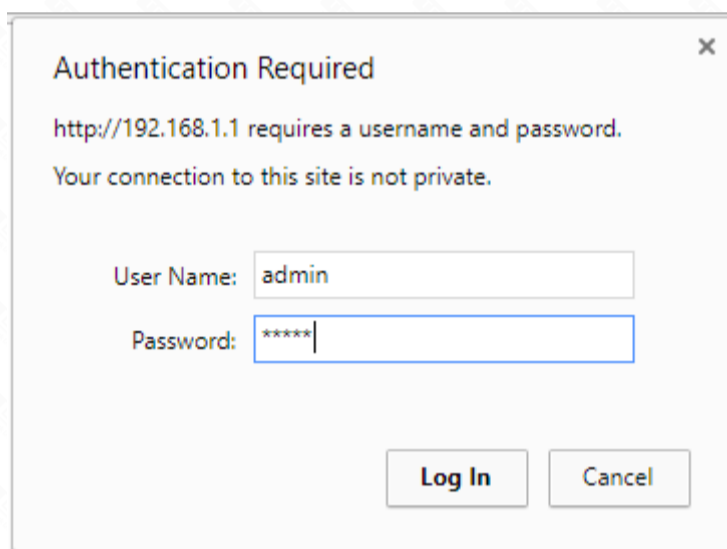 Authentication Required
http://192.168.1.1 requires a username and password.
Your connection to this site is not private.
User Name: admin
Password: *****
Log In Cancel